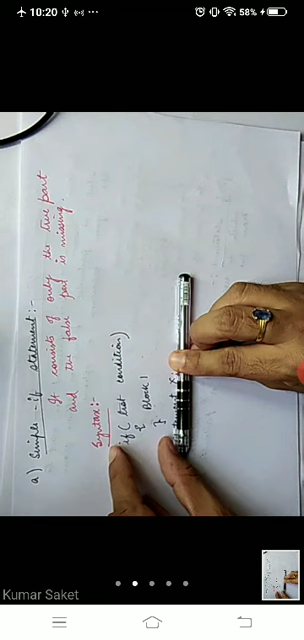 10:20
58%
a) Simple if statement:-
It consists of only the true part
and the false part is missing.
Syntax:-
if ( test condition)
{
Block 1
}
Kumar Saket